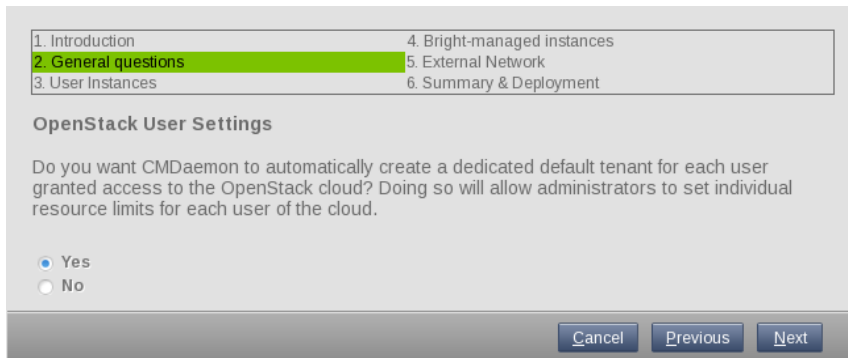 1. Introduction
2. General questions
3. User Instances
4. Bright-managed instances
5. External Network
6. Summary & Deployment
OpenStack User Settings
Do you want CMDaemon to automatically create a dedicated default tenant for each user
granted access to the OpenStack cloud? Doing so will allow administrators to set individual
resource limits for each user of the cloud.
Yes
No
Cancel
Previous
Next